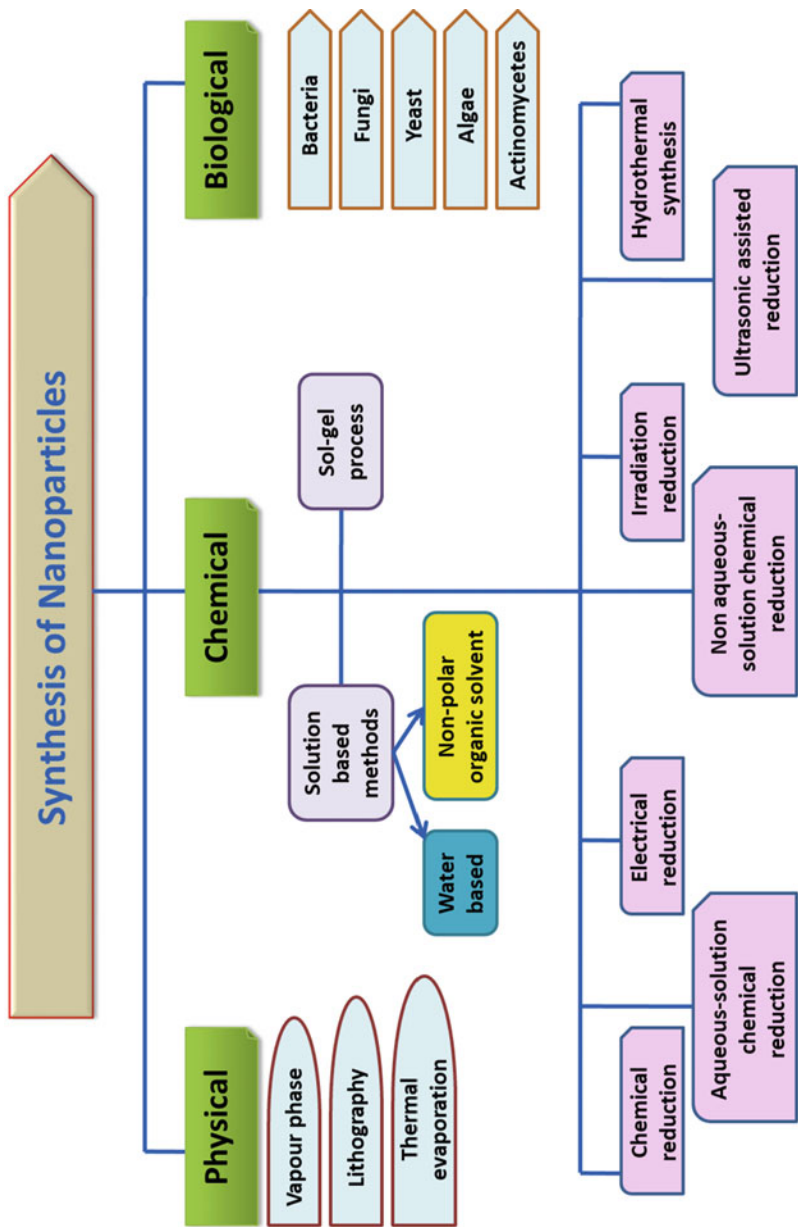 Synthesis of Nanoparticles
Physical
Vapour phase
Lithography
Thermal
evaporation
Chemical
Solution
based
methods
Sol-gel
process
Water
based
Non-polar
organic solvent
Biological
Bacteria
Fungi
Yeast
Algae
Actinomycetes
Chemical
reduction
Aqueous-solution
chemical
reduction
Electrical
reduction
Non aqueous-
solution chemical
reduction
Irradiation
reduction
Ultrasonic assisted
reduction
Hydrothermal
synthesis